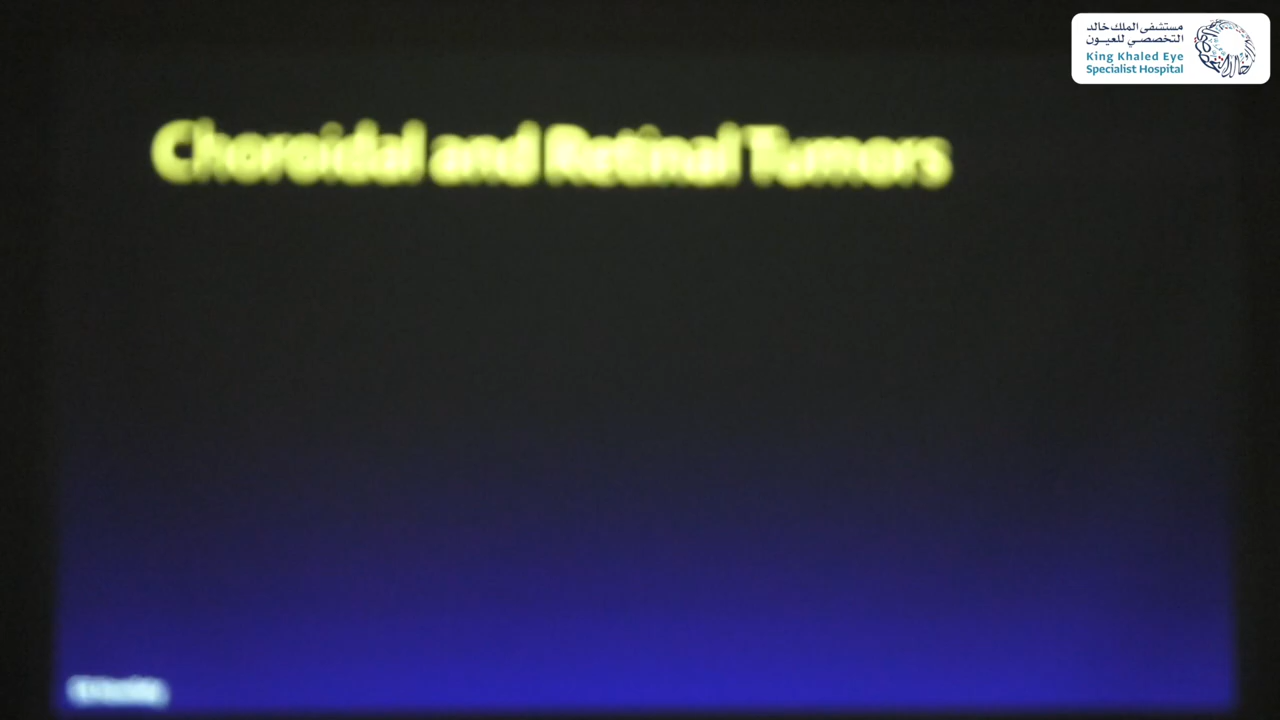 مستشفى الملك خالد
التخصصي للعيون
King Khaled Eye
Specialist Hospital
Choroidal and Retinal Tumors